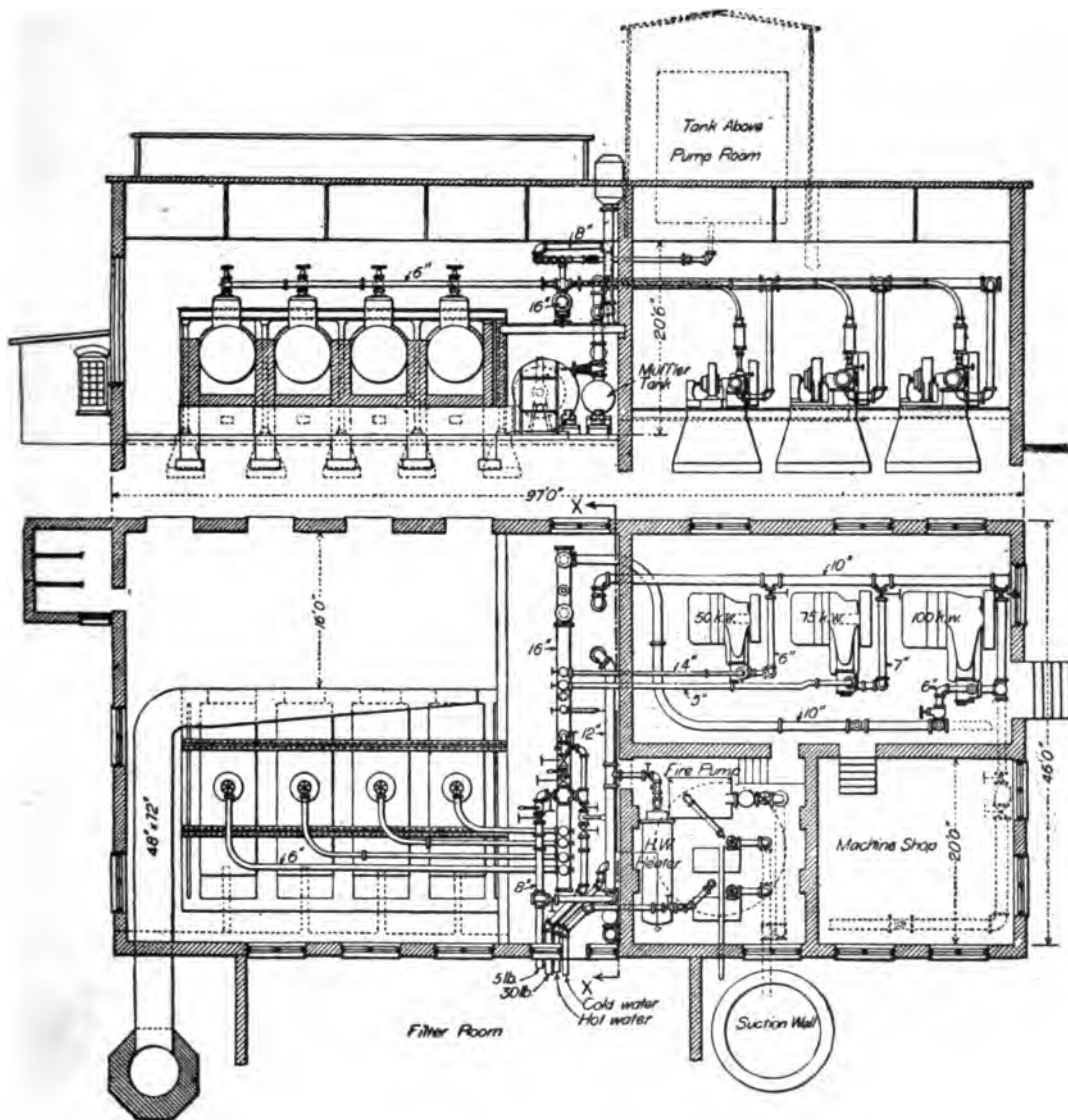 Tank Above
Pump Room
8"
6"
16"
20'6"
Muffler
Tank
97'0"
X
10"
16'0"
50 k.w.
75 k.w.
100 k.w.
16"
4"
6"
7"
6"
5"
10"
12"
46'0"
Fire Pump
48" x 72"
H.W.
Heater
Machine Shop
20'0"
6"
8"
5 lb.
30 lb.
X
Cold water
Hot water
Filter Room
Suction Well